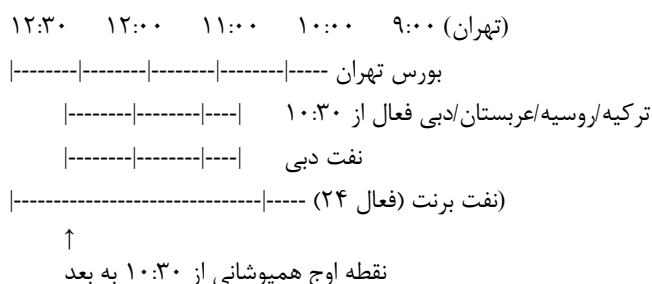 (تهران) ۹:۰۰ ۱۰:۰۰ ۱۱:۰۰ ۱۲:۰۰ ۱۲:۳۰
بورس تهران -----|--------|--------|--------|--------|
ترکیه/روسیه/عربستان/دبی فعال از ۱۰:۳۰ |----|--------|--------|
نفت دبی |----|--------|--------|
(نفت برنت (فعال ۲۴) -----|-------------------------------|
↑
نقطه اوج همپوشانی از ۱۰:۳۰ به بعد